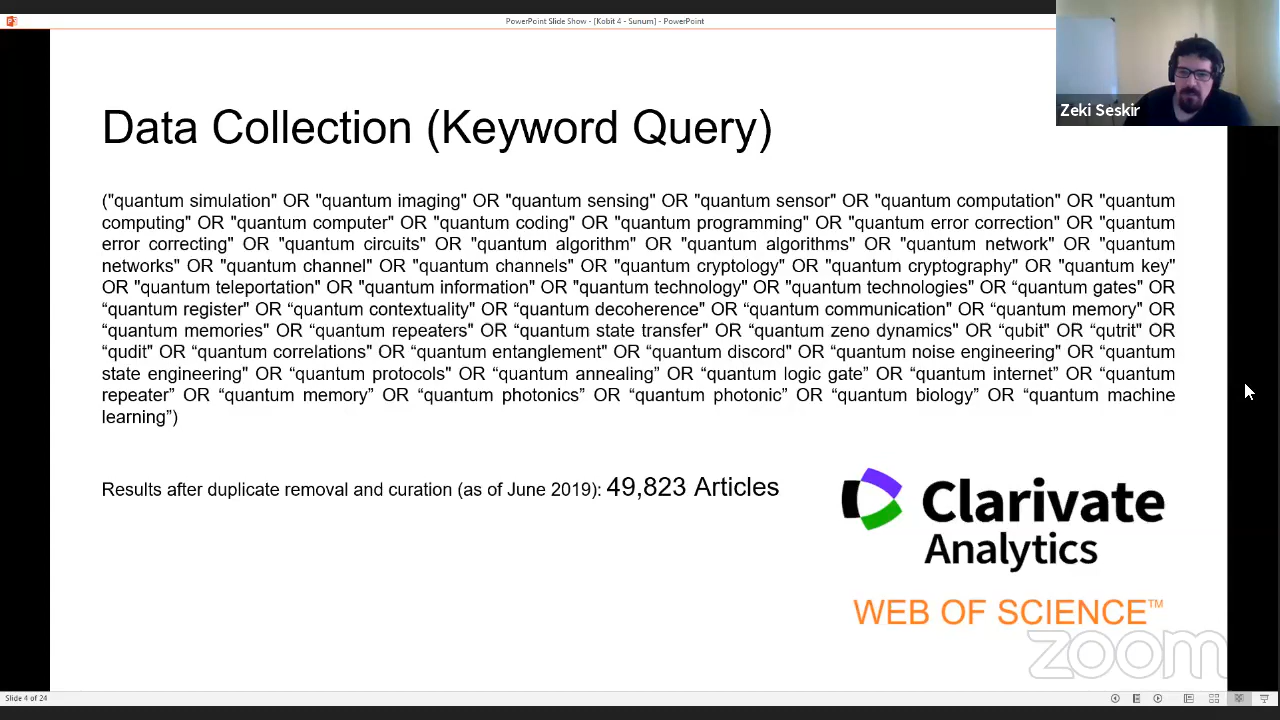 PowerPoint Slide Show - [Kobit 4 - Sunum] - PowerPoint
Zeki Seskir
Data Collection (Keyword Query)
("quantum simulation" OR "quantum imaging" OR "quantum sensing" OR "quantum sensor" OR "quantum computation" OR "quantum
computing" OR "quantum computer" OR "quantum coding" OR "quantum programming" OR "quantum error correction" OR "quantum
error correcting" OR "quantum circuits" OR "quantum algorithm" OR "quantum algorithms" OR "quantum network" OR "quantum
networks" OR "quantum channel" OR "quantum channels" OR "quantum cryptology" OR "quantum cryptography" OR "quantum key"
OR "quantum teleportation" OR "quantum information" OR "quantum technology" OR "quantum technologies" OR “quantum gates" OR
“quantum register" OR “quantum contextuality" OR “quantum decoherence" OR “quantum communication" OR “quantum memory" OR
“quantum memories" OR “quantum repeaters" OR “quantum state transfer" OR “quantum zeno dynamics" OR “qubit" OR “qutrit" OR
“qudit" OR “quantum correlations" OR “quantum entanglement" OR “quantum discord" OR “quantum noise engineering" OR “quantum
state engineering" OR “quantum protocols" OR “quantum annealing” OR “quantum logic gate” OR “quantum internet” OR “quantum
repeater” OR “quantum memory” OR “quantum photonics” OR “quantum photonic” OR “quantum biology” OR “quantum machine
learning”)
Results after duplicate removal and curation (as of June 2019): 49,823 Articles
Clarivate
Analytics
WEB OF SCIENCE™
zoom
Slide 4 of 24